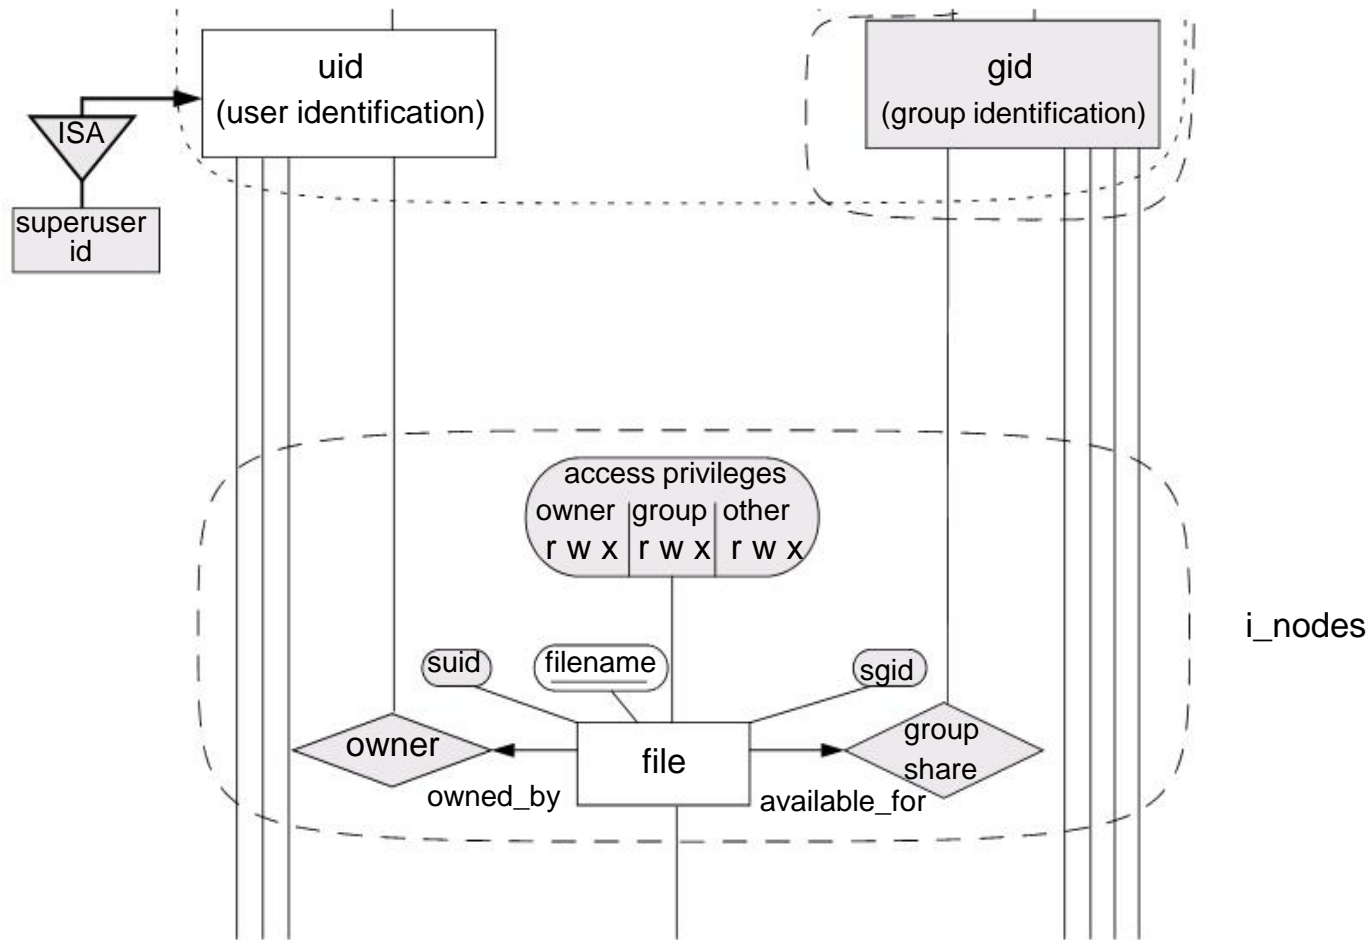 uid
(user identification)
gid
(group identification)
ISA
superuser
id
access privileges
owner group other
r w x r w x r w x
i_nodes
suid
filename
sgid
owner
file
group
share
owned_by
available_for